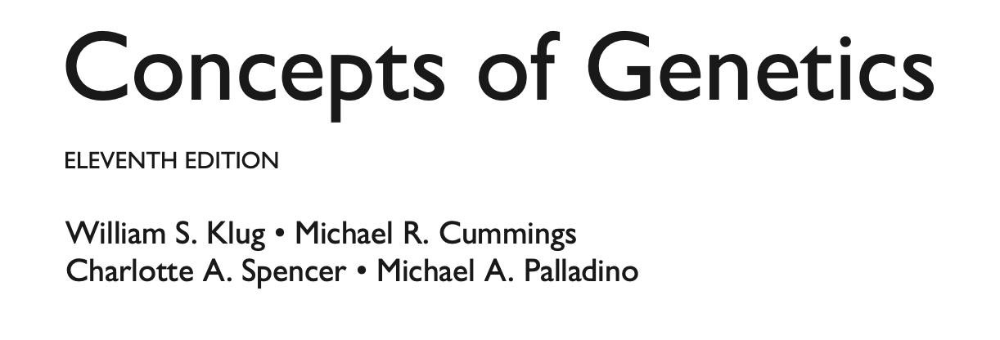 Concepts of Genetics
ELEVENTH EDITION
William S. Klug • Michael R. Cummings
Charlotte A. Spencer • Michael A. Palladino